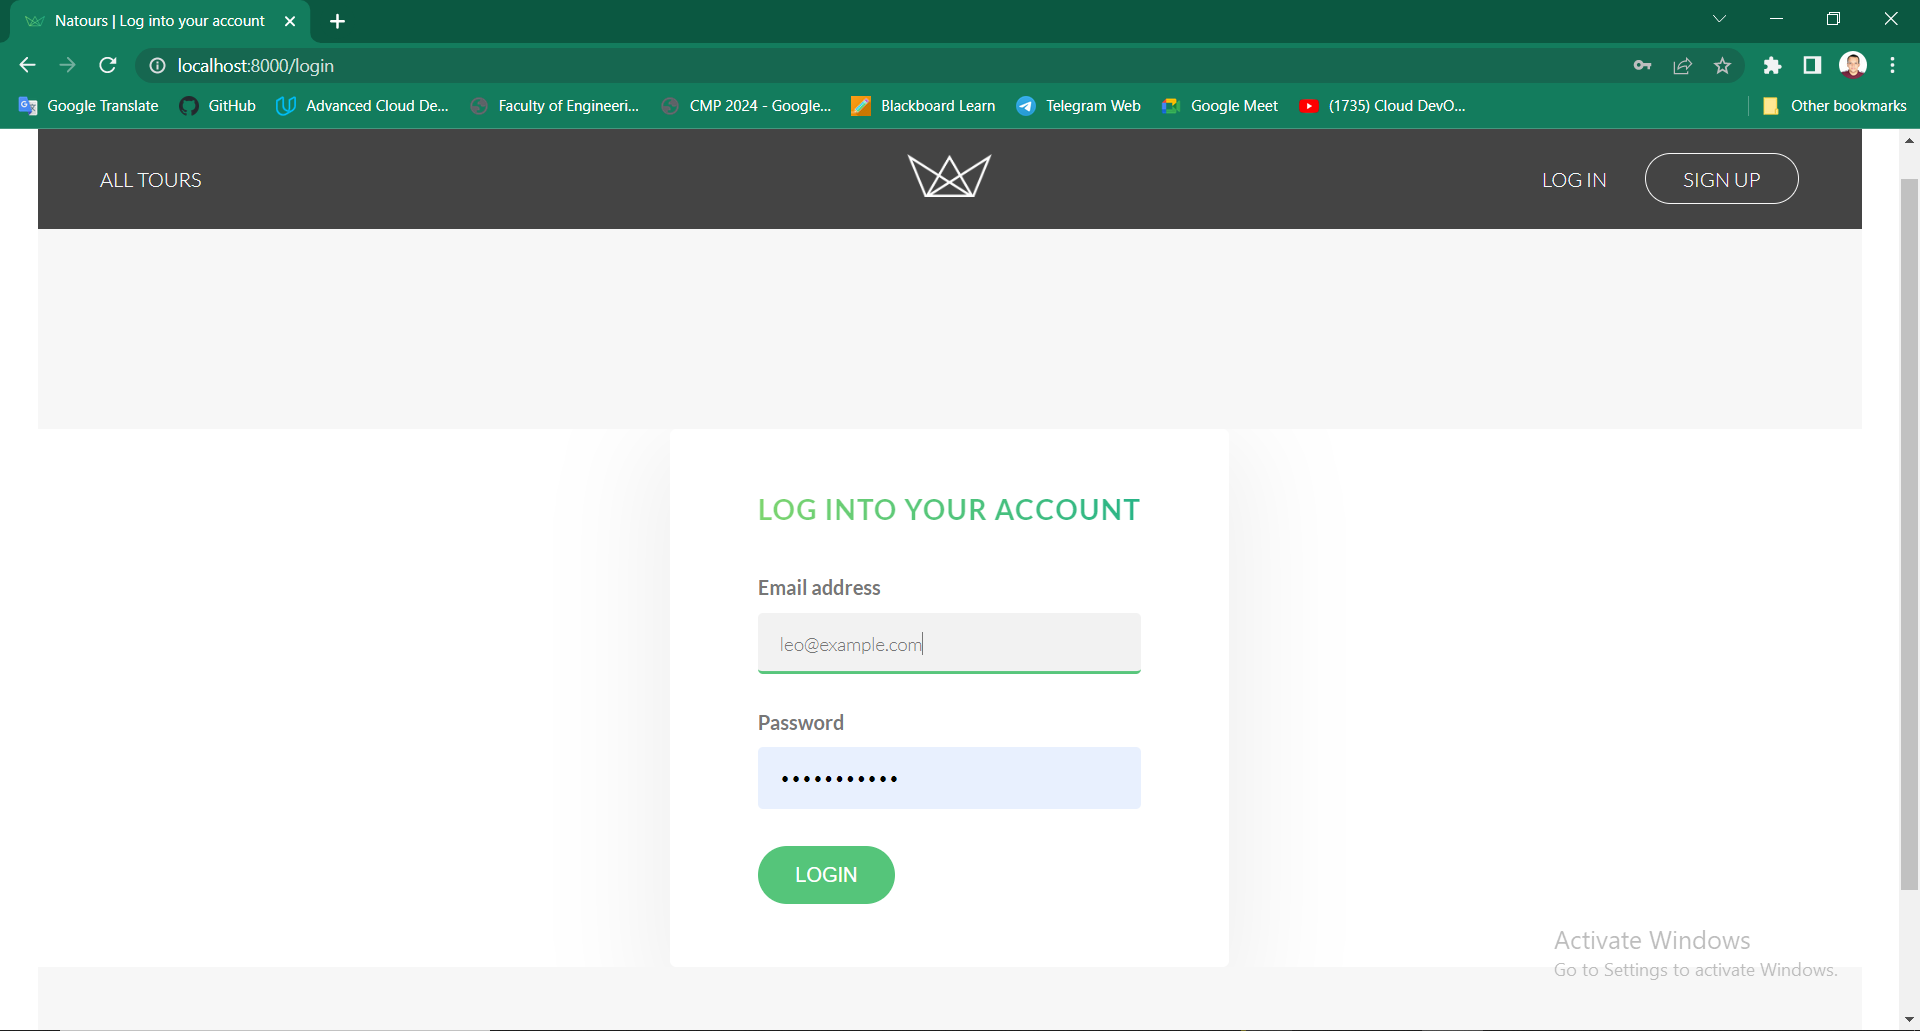 Natours | Log into your account
localhost:8000/login
Google Translate GitHub Advanced Cloud De... Faculty of Engineeri... CMP 2024 - Google... Blackboard Learn Telegram Web Google Meet (1735) Cloud DevO... Other bookmarks
ALL TOURS LOG IN SIGN UP
LOG INTO YOUR ACCOUNT
Email address
leo@example.com
Password
•••••••••••
LOGIN
Activate Windows
Go to Settings to activate Windows.